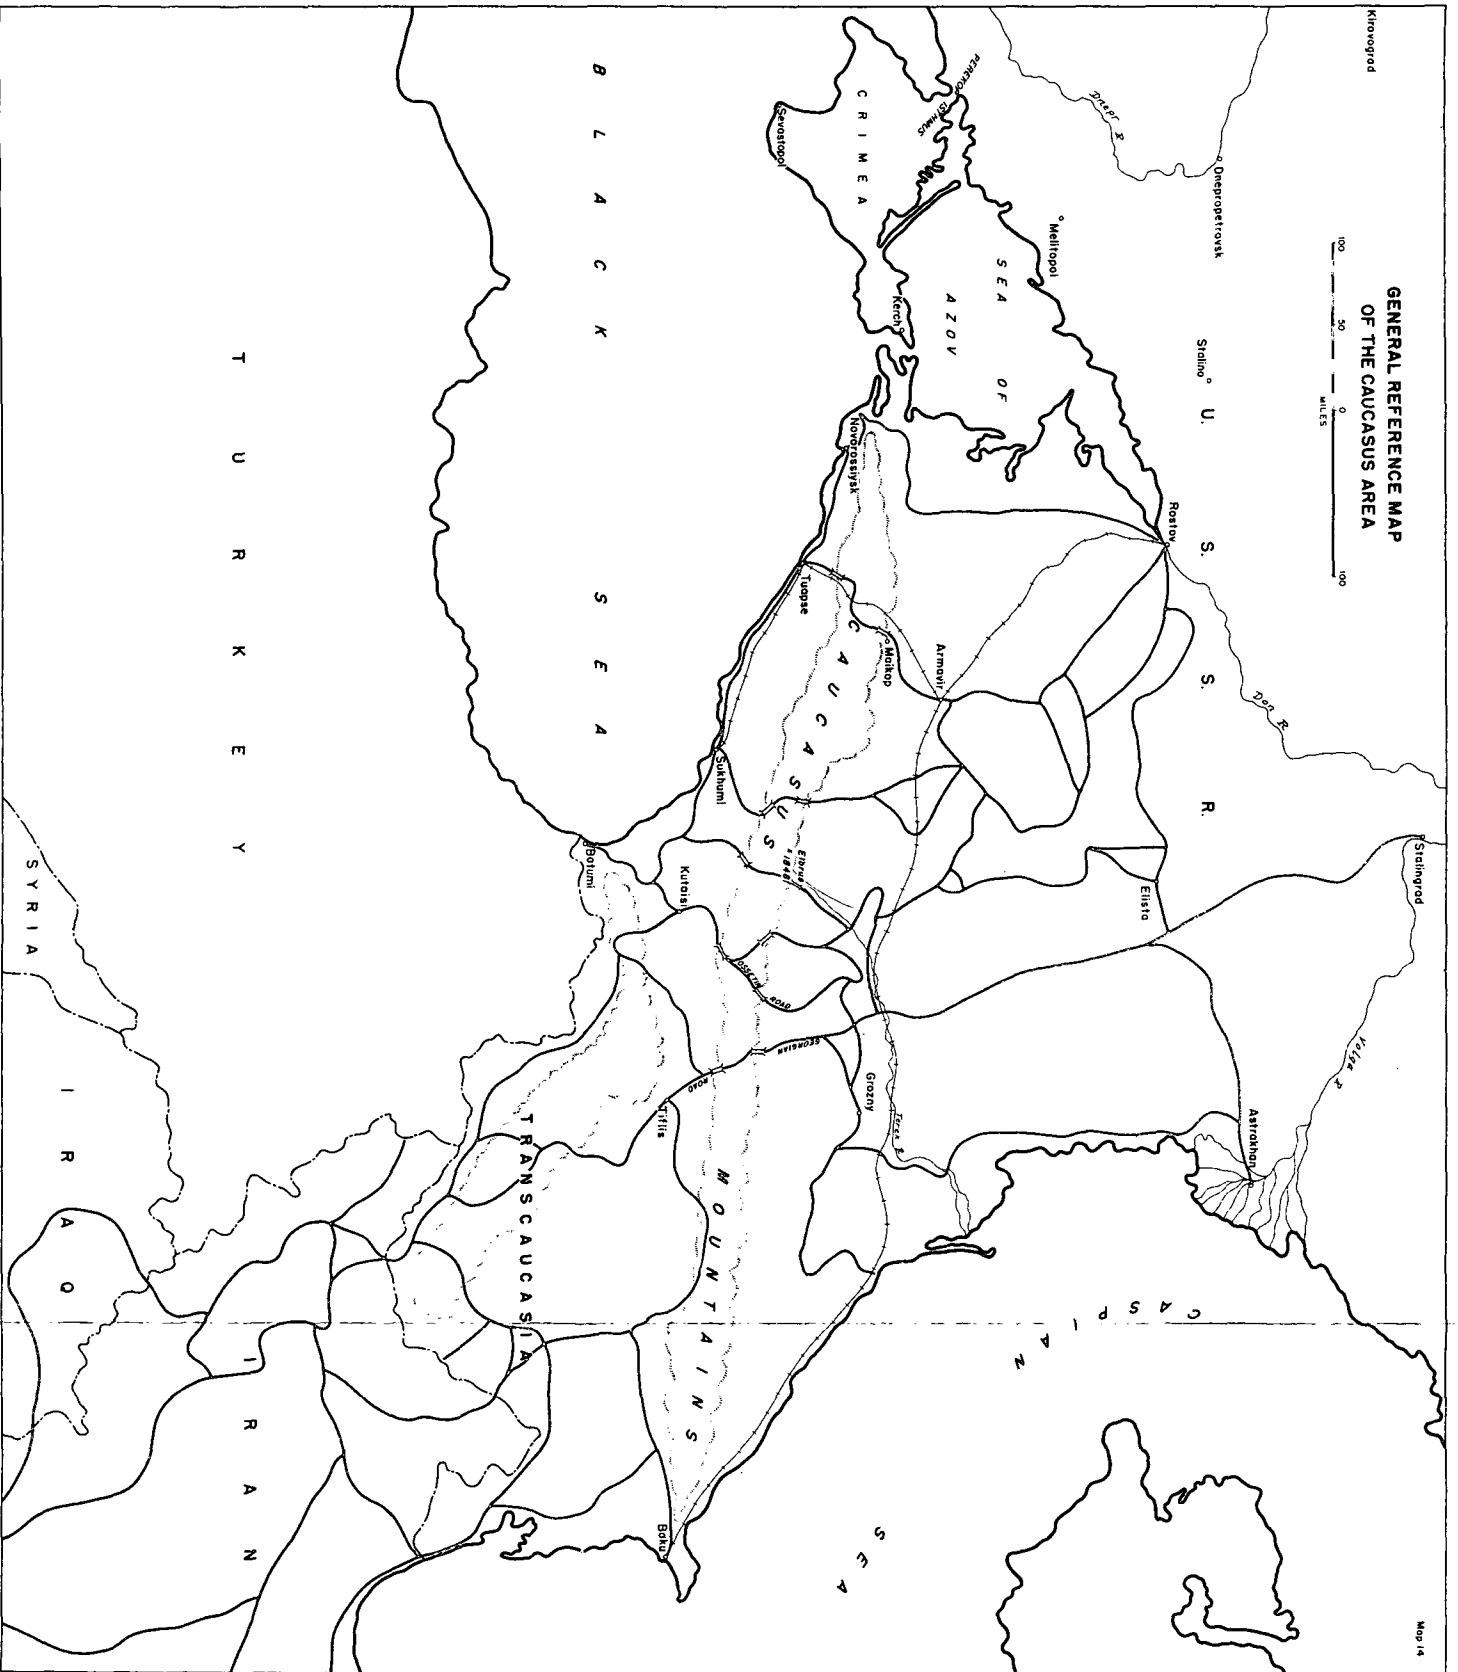 Map 14
GENERAL REFERENCE MAP
OF THE CAUCASUS AREA
100 50 0 100
MILES
Kirovograd
Dnepr R
Dnepropetrovsk
Stalino
U. S. S. R.
Melitopol
PEREKOP ISTHMUS
CRIMEA
Sevastopol
SEA OF
AZOV
Kerch
Rostov
Don R
Stalingrad
Volga R
Astrakhan
Elista
Novorossiysk
Tuapse
Maikop
Armavir
CAUCASUS
MOUNTAINS
Sukhumi
Elbrus
Kutaisi
Batumi
OSSETIN ROAD
GEORGIAN ROAD
Grozny
Terek R
Tiflis
TRANSCAUCASIA
Baku
CASPIAN
SEA
BLACK SEA
TURKEY
SYRIA
IRAQ
IRAN